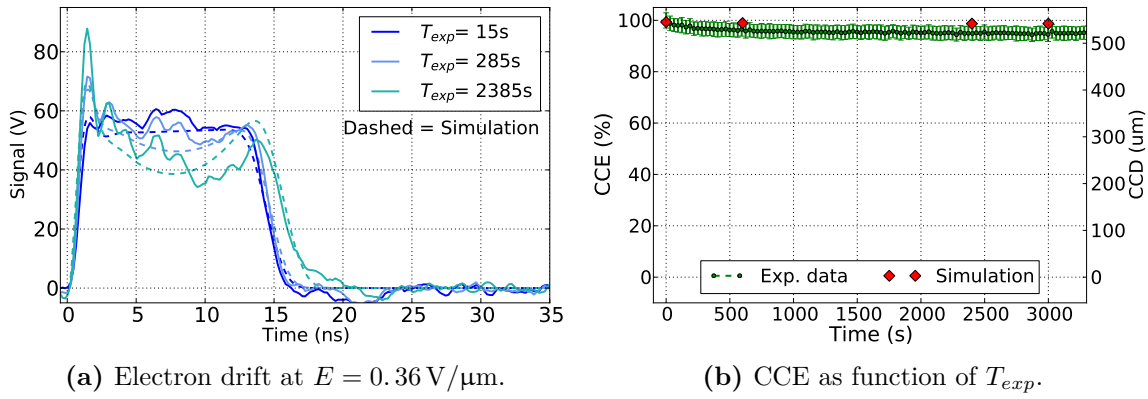 80
60
40
20
0
Signal (V)
0 5 10 15 20 25 30 35
Time (ns)
T_exp= 15s
T_exp= 285s
T_exp= 2385s
Dashed = Simulation
(a) Electron drift at E = 0.36 V/μm.
100
80
60
40
20
0
CCE (%)
500
400
300
200
100
0
CCD (um)
Exp. data
Simulation
0 500 1000 1500 2000 2500 3000
Time (s)
(b) CCE as function of T_exp.